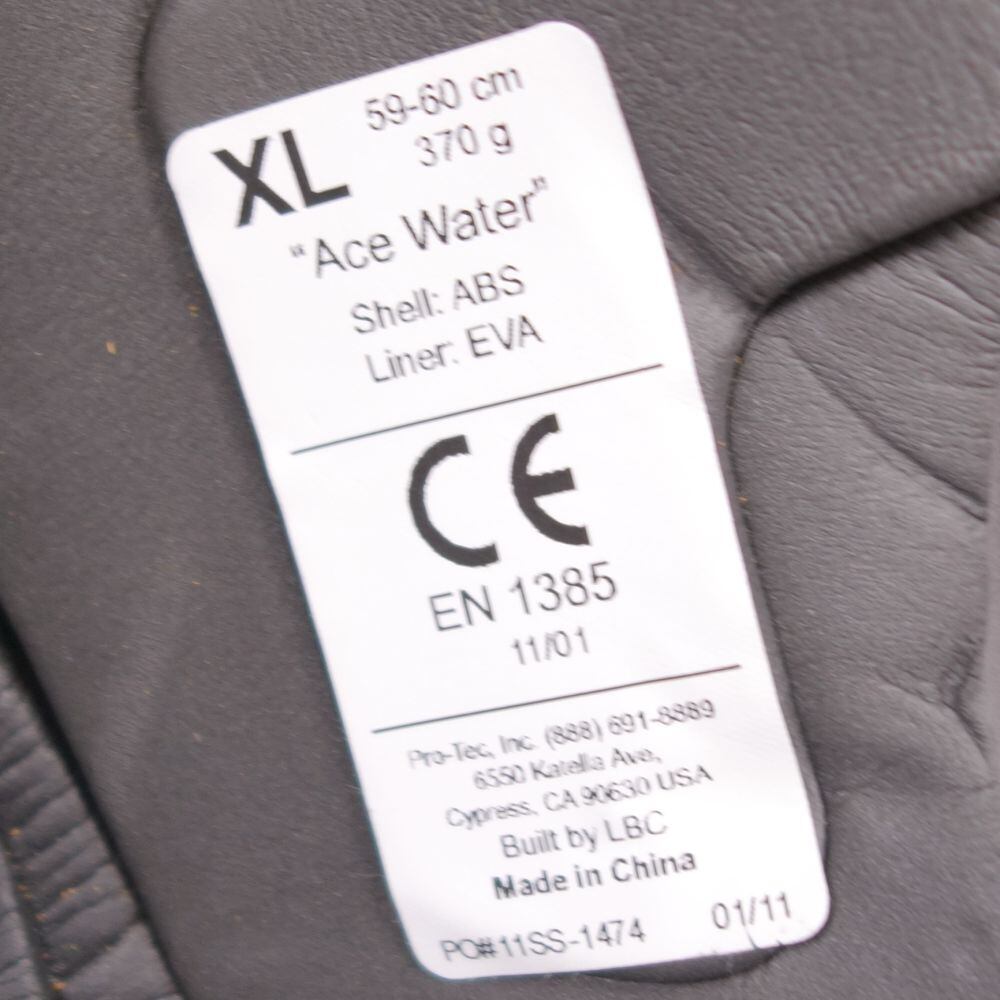 XL
59-60 cm
370 g
“Ace Water”
Shell: ABS
Liner: EVA
CE
EN 1385
11/01
Pro-Tec, Inc. (888) 691-8889
6550 Katella Ave,
Cypress, CA 90630 USA
Built by LBC
Made in China
PO#11SS-1474
01/11